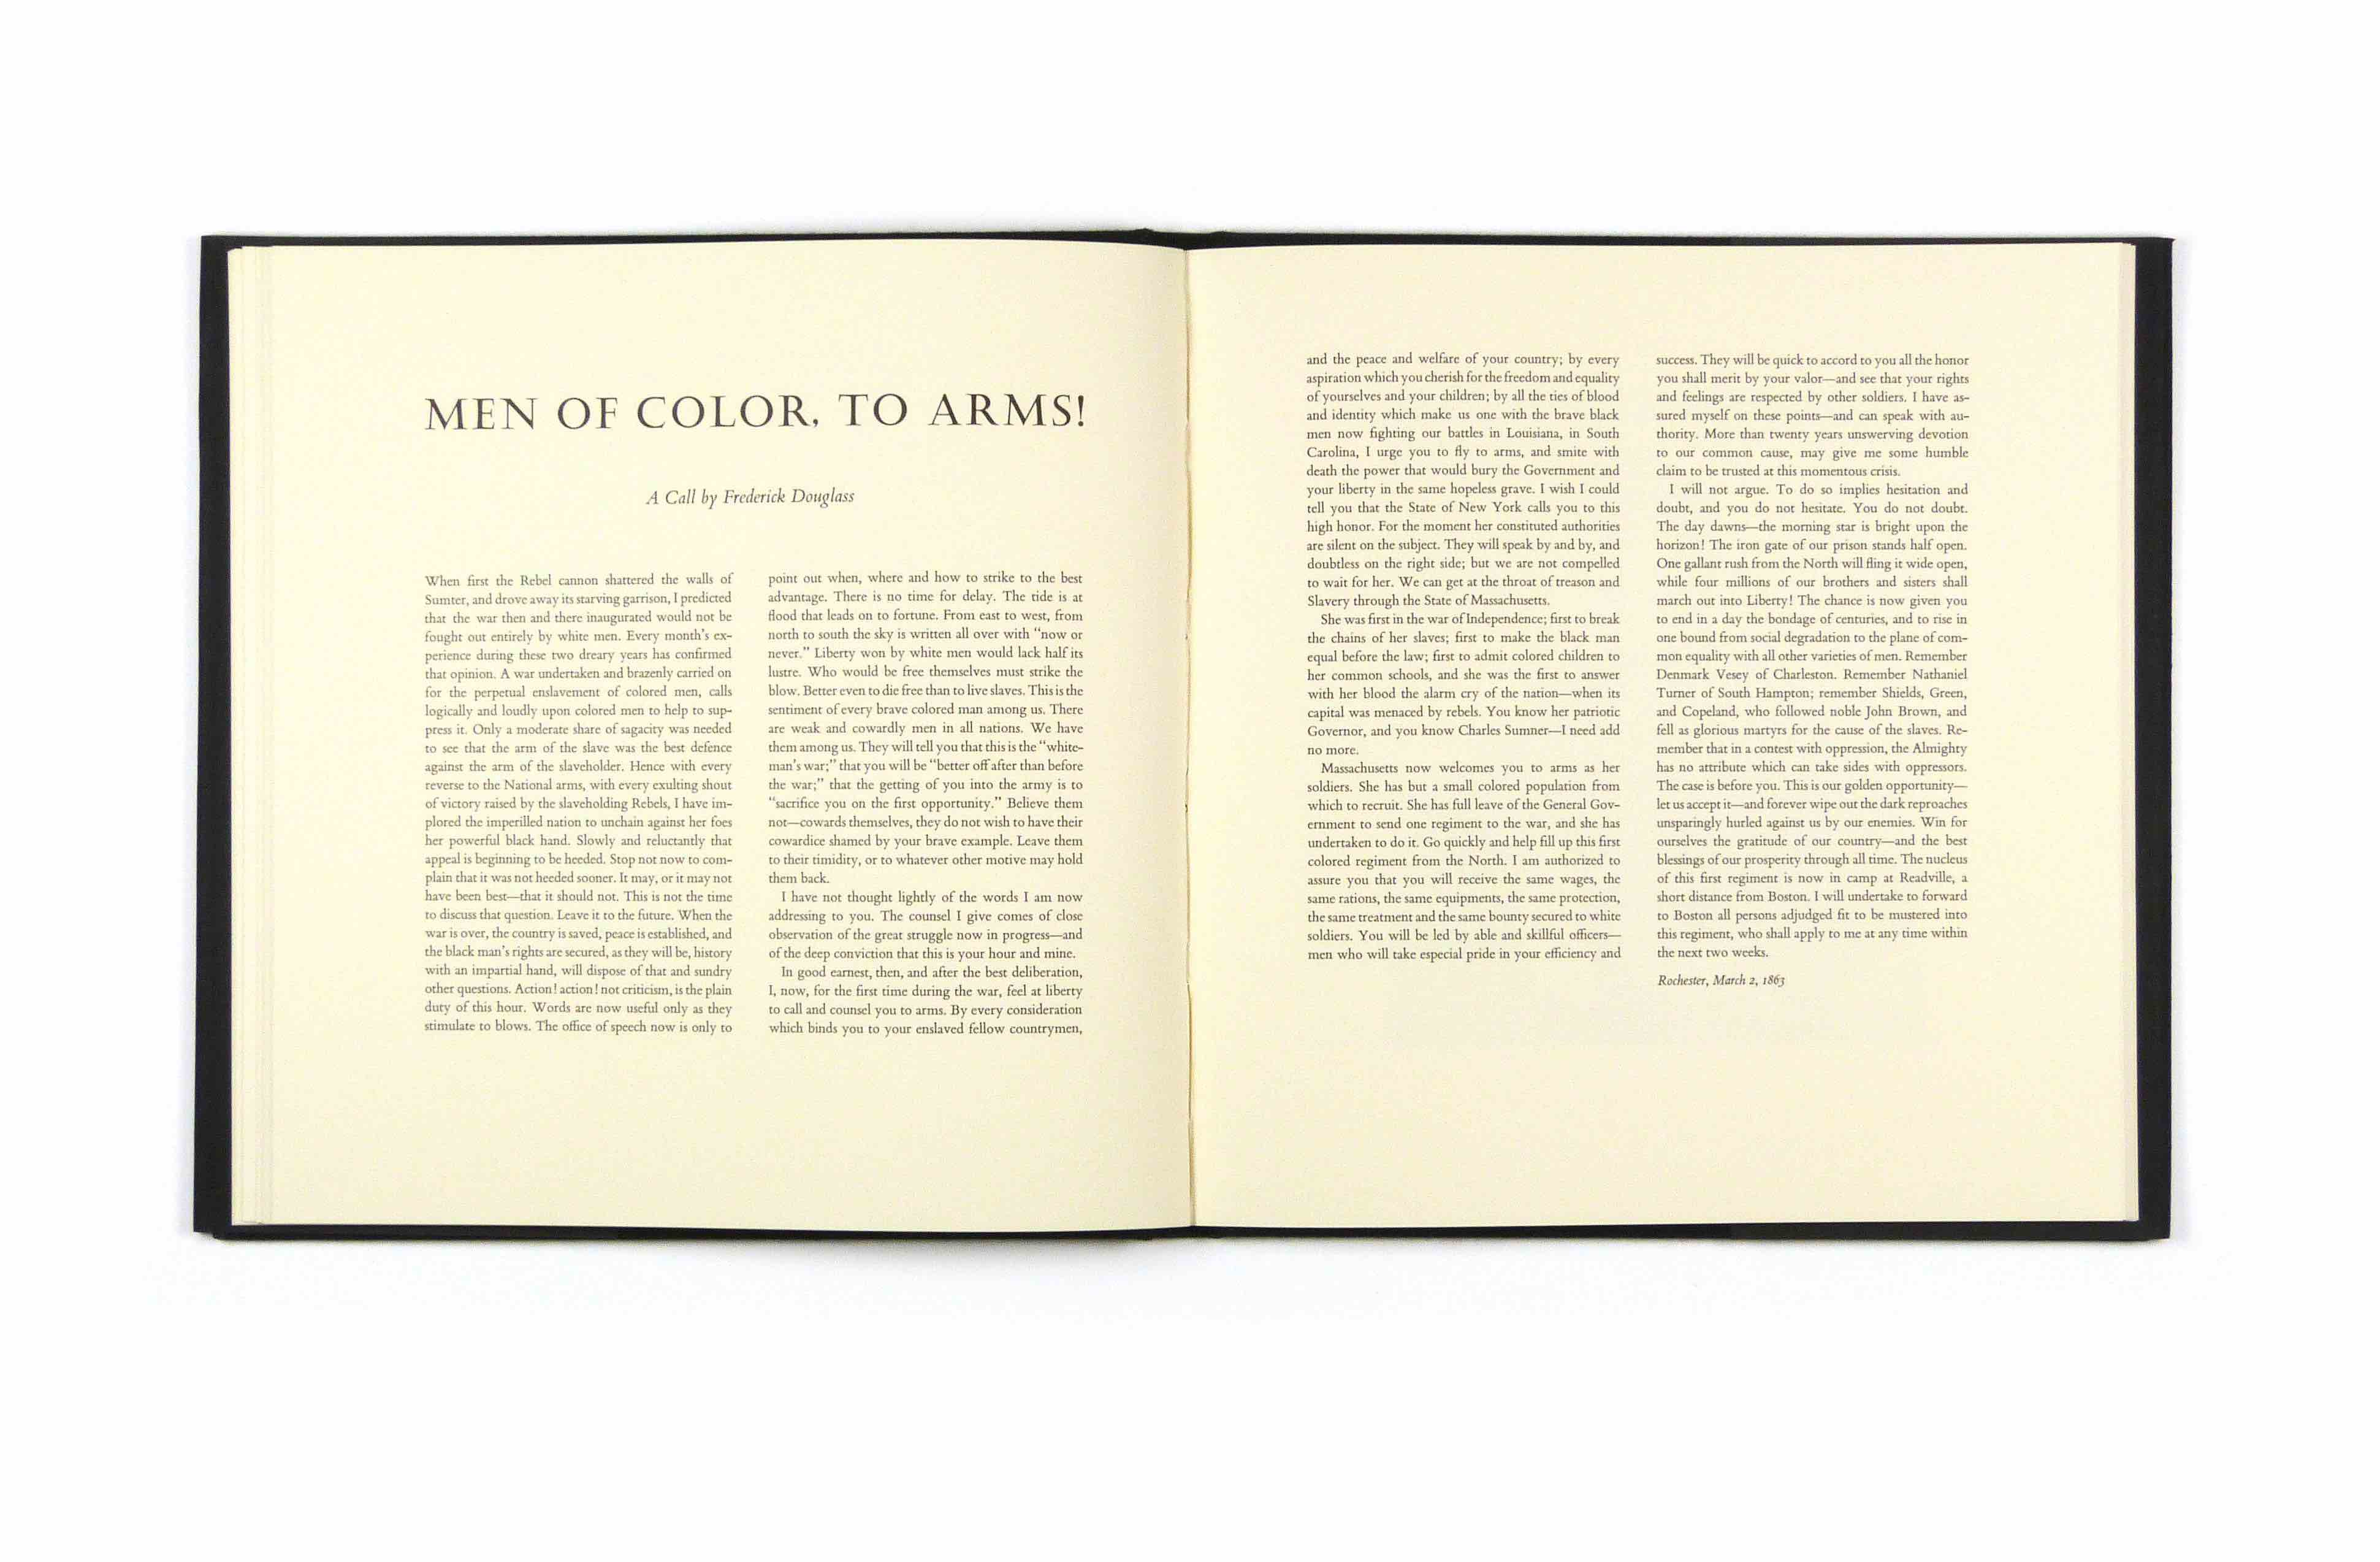 MEN OF COLOR, TO ARMS!
A Call by Frederick Douglass
When first the Rebel cannon shattered the walls of
Sumter, and drove away its starving garrison, I predicted
that the war then and there inaugurated would not be
fought out entirely by white men. Every month's ex-
perience during these two dreary years has confirmed
that opinion. A war undertaken and brazenly carried on
for the perpetual enslavement of colored men, calls
logically and loudly upon colored men to help to sup-
press it. Only a moderate share of sagacity was needed
to see that the arm of the slave was the best defence
against the arm of the slaveholder. Hence with every
reverse to the National arms, with every exulting shout
of victory raised by the slaveholding Rebels, I have im-
plored the imperilled nation to unchain against her foes
her powerful black hand. Slowly and reluctantly that
appeal is beginning to be heeded. Stop not now to com-
plain that it was not heeded sooner. It may, or it may not
have been best—that it should not. This is not the time
to discuss that question. Leave it to the future. When the
war is over, the country is saved, peace is established, and
the black man's rights are secured, as they will be, history
with an impartial hand, will dispose of that and sundry
other questions. Action! action! not criticism, is the plain
duty of this hour. Words are now useful only as they
stimulate to blows. The office of speech now is only to
point out when, where and how to strike to the best
advantage. There is no time for delay. The tide is at
flood that leads on to fortune. From east to west, from
north to south the sky is written all over with "now or
never." Liberty won by white men would lack half its
lustre. Who would be free themselves must strike the
blow. Better even to die free than to live slaves. This is the
sentiment of every brave colored man among us. There
are weak and cowardly men in all nations. We have
them among us. They will tell you that this is the "white-
man's war;" that you will be "better off after than before
the war;" that the getting of you into the army is to
"sacrifice you on the first opportunity." Believe them
not—cowards themselves, they do not wish to have their
cowardice shamed by your brave example. Leave them
to their timidity, or to whatever other motive may hold
them back.
I have not thought lightly of the words I am now
addressing to you. The counsel I give comes of close
observation of the great struggle now in progress—and
of the deep conviction that this is your hour and mine.
In good earnest, then, and after the best deliberation,
I, now, for the first time during the war, feel at liberty
to call and counsel you to arms. By every consideration
which binds you to your enslaved fellow countrymen,
and the peace and welfare of your country; by every
aspiration which you cherish for the freedom and equality
of yourselves and your children; by all the ties of blood
and identity which make us one with the brave black
men now fighting our battles in Louisiana, in South
Carolina, I urge you to fly to arms, and smite with
death the power that would bury the Government and
your liberty in the same hopeless grave. I wish I could
tell you that the State of New York calls you to this
high honor. For the moment her constituted authorities
are silent on the subject. They will speak by and by, and
doubtless on the right side; but we are not compelled
to wait for her. We can get at the throat of treason and
Slavery through the State of Massachusetts.
She was first in the war of Independence; first to break
the chains of her slaves; first to make the black man
equal before the law; first to admit colored children to
her common schools, and she was the first to answer
with her blood the alarm cry of the nation—when its
capital was menaced by rebels. You know her patriotic
Governor, and you know Charles Sumner—I need add
no more.
Massachusetts now welcomes you to arms as her
soldiers. She has but a small colored population from
which to recruit. She has full leave of the General Gov-
ernment to send one regiment to the war, and she has
undertaken to do it. Go quickly and help fill up this first
colored regiment from the North. I am authorized to
assure you that you will receive the same wages, the
same rations, the same equipments, the same protection,
the same treatment and the same bounty secured to white
soldiers. You will be led by able and skillful officers—
men who will take especial pride in your efficiency and
success. They will be quick to accord to you all the honor
you shall merit by your valor—and see that your rights
and feelings are respected by other soldiers. I have as-
sured myself on these points—and can speak with au-
thority. More than twenty years unswerving devotion
to our common cause, may give me some humble
claim to be trusted at this momentous crisis.
I will not argue. To do so implies hesitation and
doubt, and you do not hesitate. You do not doubt.
The day dawns—the morning star is bright upon the
horizon! The iron gate of our prison stands half open.
One gallant rush from the North will fling it wide open,
while four millions of our brothers and sisters shall
march out into Liberty! The chance is now given you
to end in a day the bondage of centuries, and to rise in
one bound from social degradation to the plane of com-
mon equality with all other varieties of men. Remember
Denmark Vesey of Charleston. Remember Nathaniel
Turner of South Hampton; remember Shields, Green,
and Copeland, who followed noble John Brown, and
fell as glorious martyrs for the cause of the slaves. Re-
member that in a contest with oppression, the Almighty
has no attribute which can take sides with oppressors.
The case is before you. This is our golden opportunity—
let us accept it—and forever wipe out the dark reproaches
unsparingly hurled against us by our enemies. Win for
ourselves the gratitude of our country—and the best
blessings of our prosperity through all time. The nucleus
of this first regiment is now in camp at Readville, a
short distance from Boston. I will undertake to forward
to Boston all persons adjudged fit to be mustered into
this regiment, who shall apply to me at any time within
the next two weeks.
Rochester, March 2, 1863